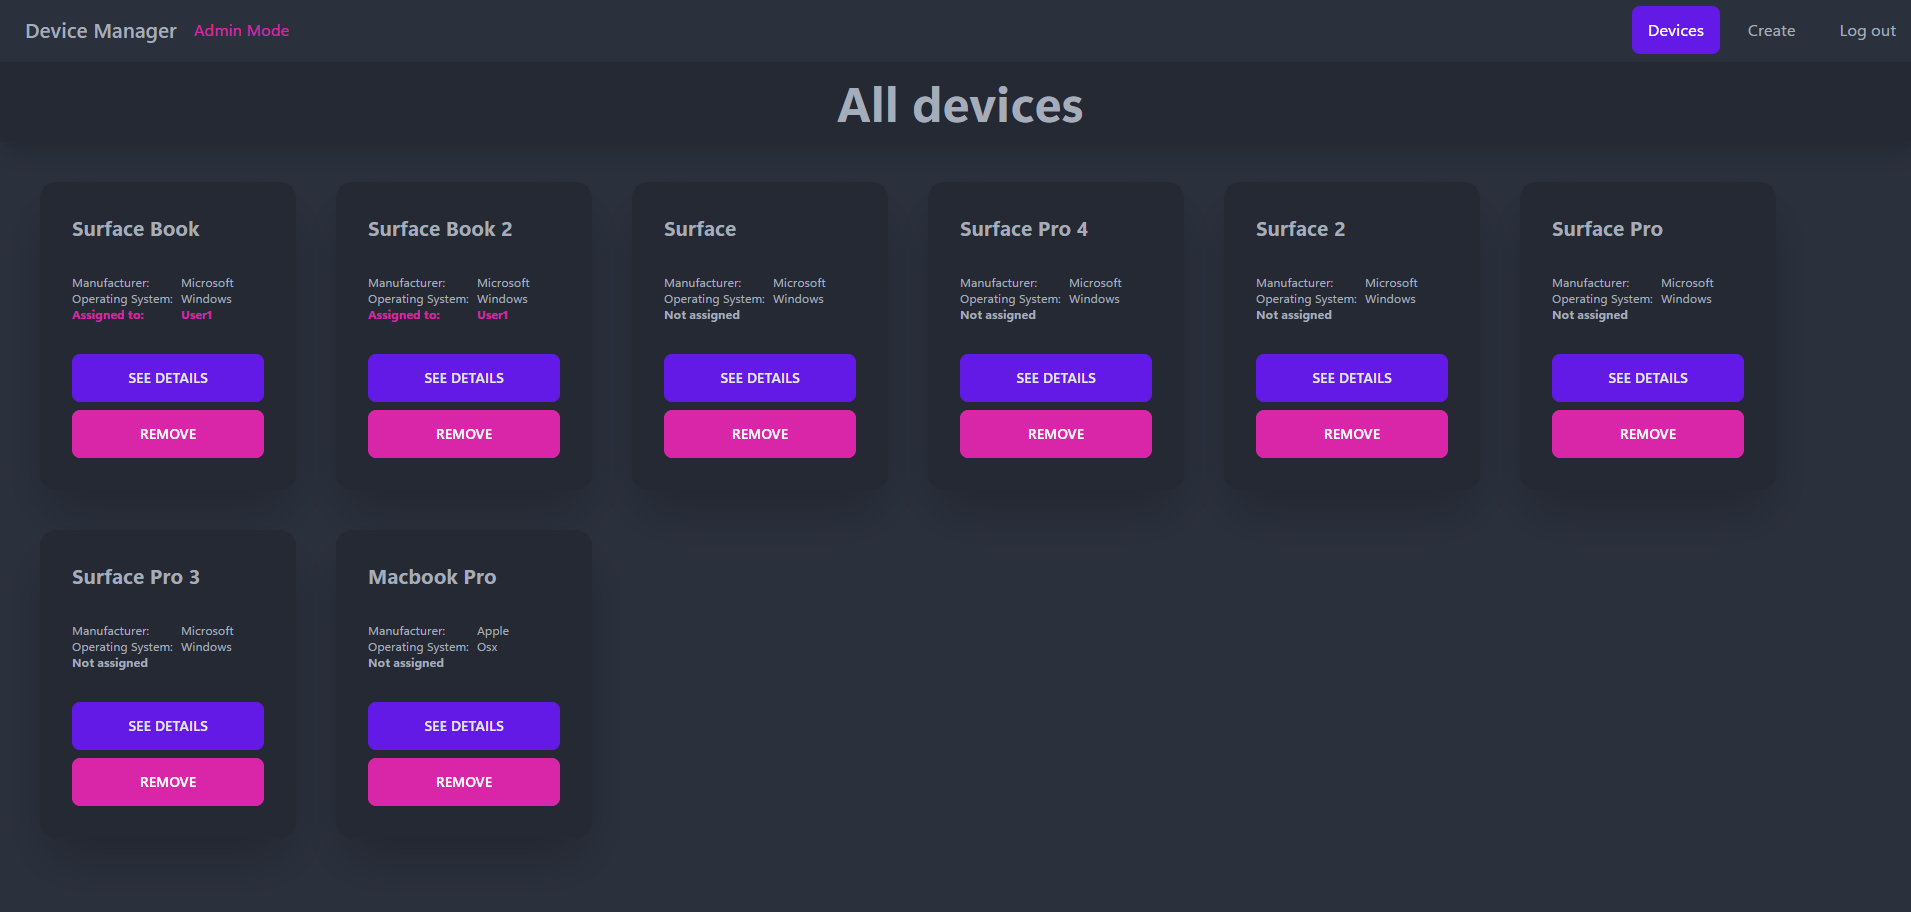 Device Manager Admin Mode Devices Create Log out
All devices
Surface Book
Manufacturer: Microsoft
Operating System: Windows
Assigned to: User1
SEE DETAILS
REMOVE
Surface Book 2
Manufacturer: Microsoft
Operating System: Windows
Assigned to: User1
SEE DETAILS
REMOVE
Surface
Manufacturer: Microsoft
Operating System: Windows
Not assigned
SEE DETAILS
REMOVE
Surface Pro 4
Manufacturer: Microsoft
Operating System: Windows
Not assigned
SEE DETAILS
REMOVE
Surface 2
Manufacturer: Microsoft
Operating System: Windows
Not assigned
SEE DETAILS
REMOVE
Surface Pro
Manufacturer: Microsoft
Operating System: Windows
Not assigned
SEE DETAILS
REMOVE
Surface Pro 3
Manufacturer: Microsoft
Operating System: Windows
Not assigned
SEE DETAILS
REMOVE
Macbook Pro
Manufacturer: Apple
Operating System: Osx
Not assigned
SEE DETAILS
REMOVE